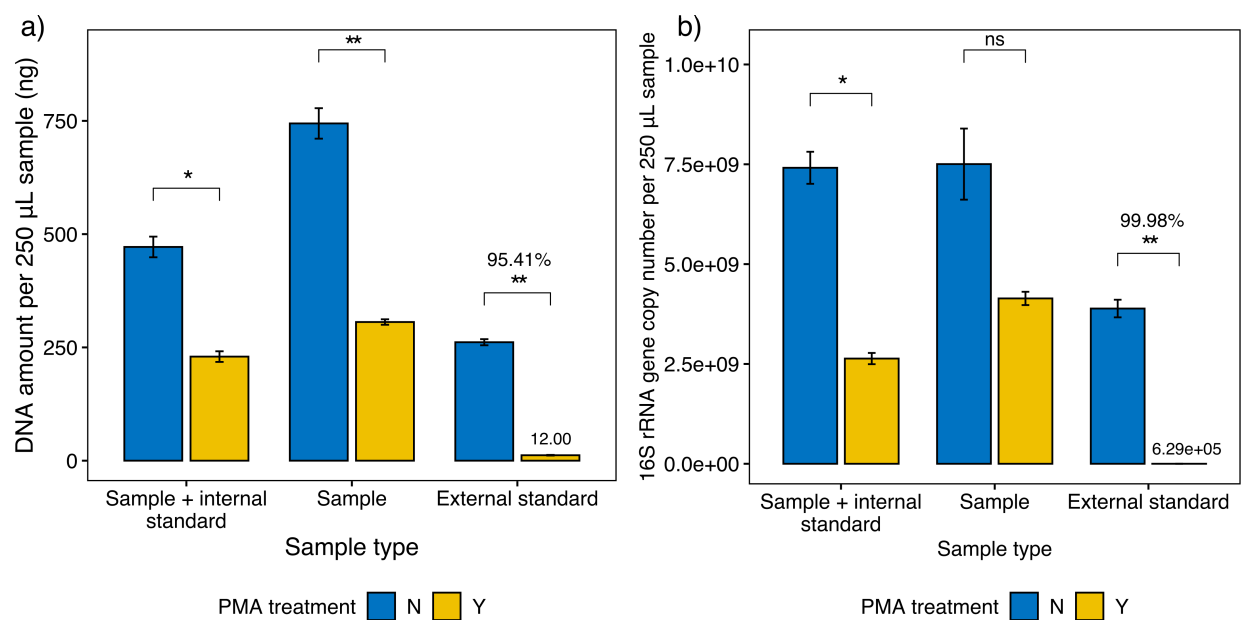 a)
DNA amount per 250 µL sample (ng)
750
500
250
0
*
**
95.41%
**
12.00
Sample + internal
standard
Sample
External standard
Sample type
PMA treatment N Y
b)
16S rRNA gene copy number per 250 µL sample
1.0e+10
7.5e+09
5.0e+09
2.5e+09
0.0e+00
*
ns
99.98%
**
6.29e+05
Sample + internal
standard
Sample
External standard
Sample type
PMA treatment N Y